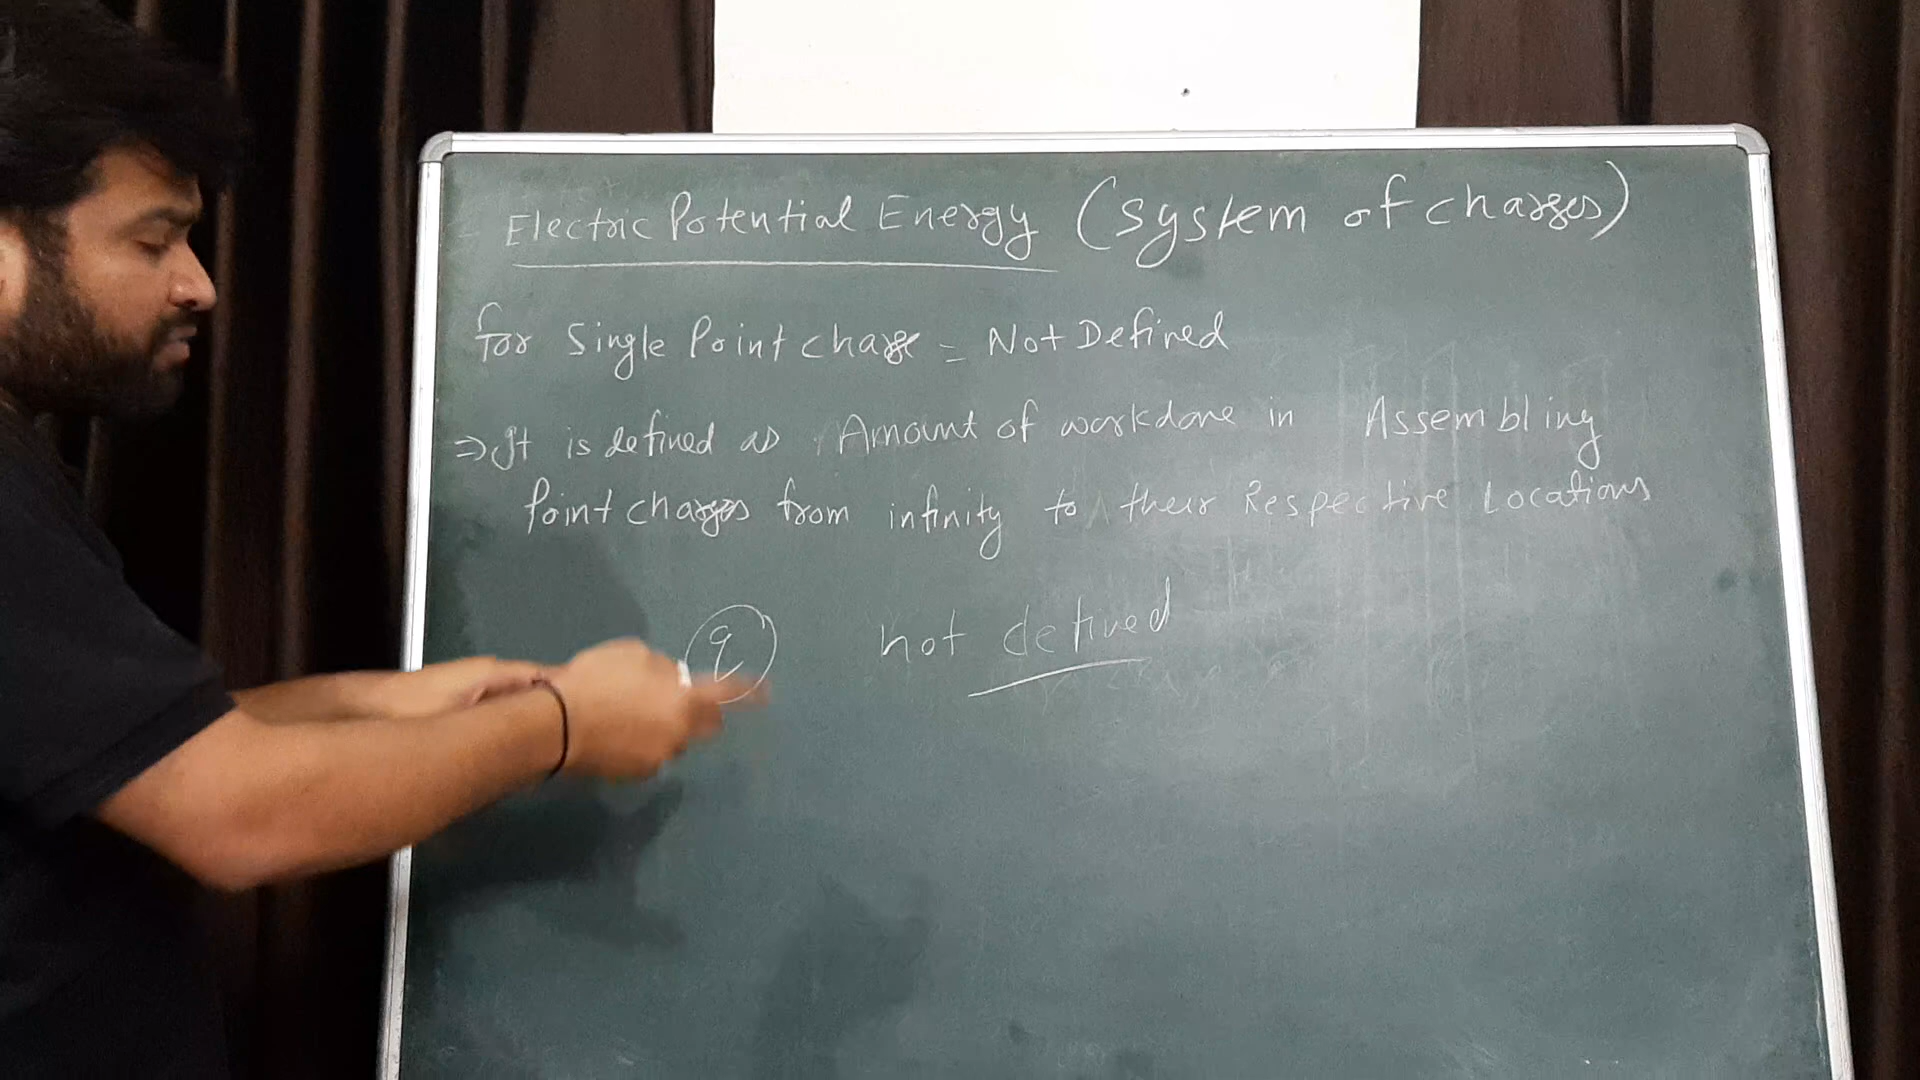 Electric Potential Energy (system of charges)
for Single Point charge = Not Defined
⇒ It is defined as Amount of workdone in Assembling
Point charges from infinity to their Respective Locations
q not defined